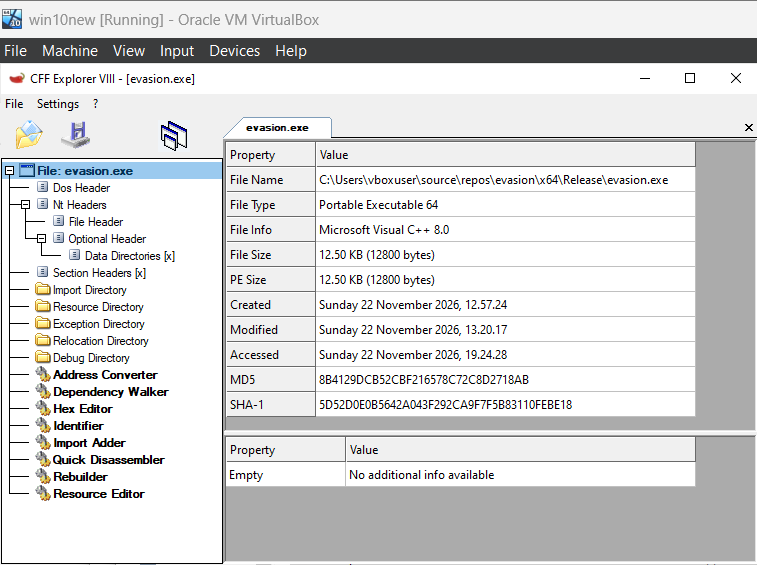 win10new [Running] - Oracle VM VirtualBox
File Machine View Input Devices Help
CFF Explorer VIII - [evasion.exe]
File Settings ?
evasion.exe
File: evasion.exe
Dos Header
Nt Headers
File Header
Optional Header
Data Directories [x]
Section Headers [x]
Import Directory
Resource Directory
Exception Directory
Relocation Directory
Debug Directory
Address Converter
Dependency Walker
Hex Editor
Identifier
Import Adder
Quick Disassembler
Rebuilder
Resource Editor
Property Value
File Name C:\Users\vboxuser\source\repos\evasion\x64\Release\evasion.exe
File Type Portable Executable 64
File Info Microsoft Visual C++ 8.0
File Size 12.50 KB (12800 bytes)
PE Size 12.50 KB (12800 bytes)
Created Sunday 22 November 2026, 12.57.24
Modified Sunday 22 November 2026, 13.20.17
Accessed Sunday 22 November 2026, 19.24.28
MD5 8B4129DCB52CBF216578C72C8D2718AB
SHA-1 5D52D0E0B5642A043F292CA9F7F5B83110FEBE18
Property Value
Empty No additional info available